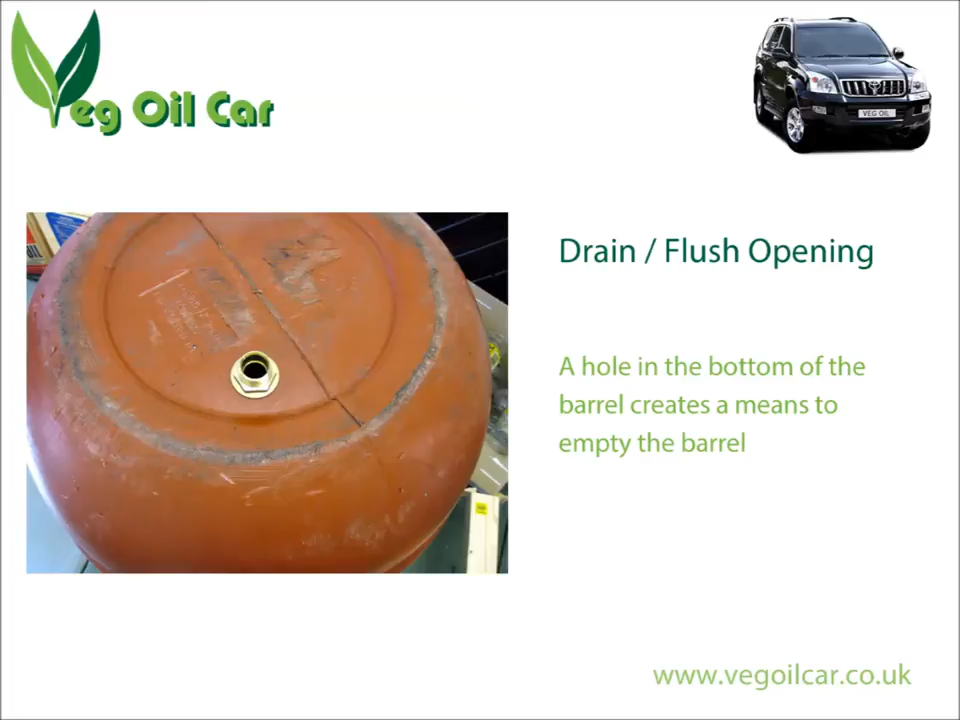 Veg Oil Car
VEG OIL
Drain / Flush Opening
A hole in the bottom of the
barrel creates a means to
empty the barrel
www.vegoilcar.co.uk